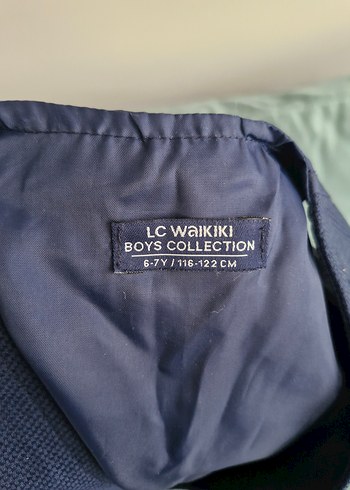 LC WaIKIKI
BOYS COLLECTION
6-7Y / 116-122 CM